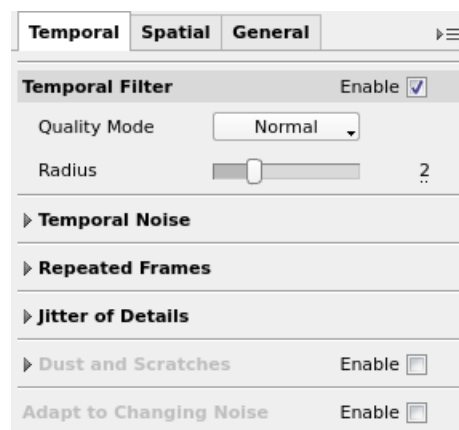 Temporal Spatial General
Temporal Filter Enable
Quality Mode Normal
Radius 2
Temporal Noise
Repeated Frames
Jitter of Details
Dust and Scratches Enable
Adapt to Changing Noise Enable